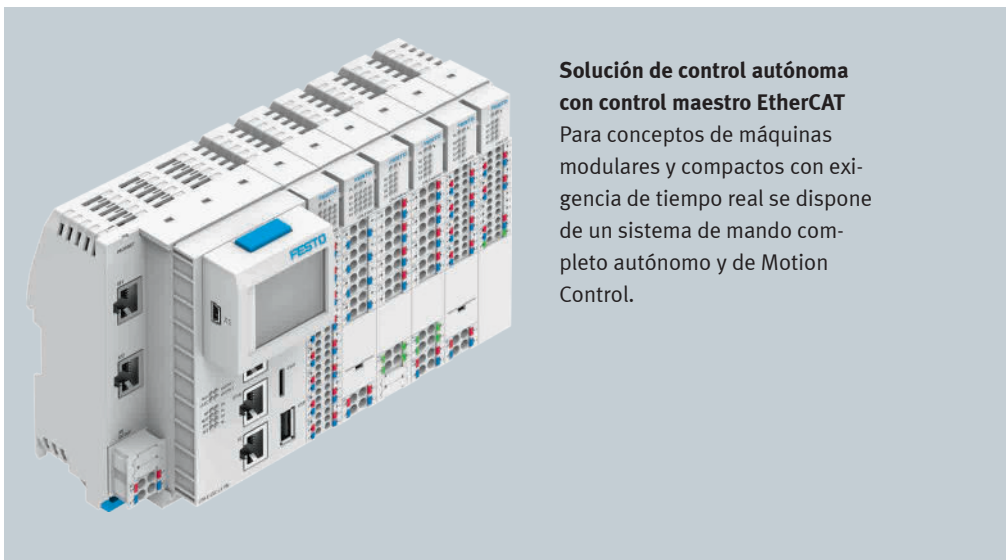 Solución de control autónoma
con control maestro EtherCAT
Para conceptos de máquinas
modulares y compactos con exi-
gencia de tiempo real se dispone
de un sistema de mando com-
pleto autónomo y de Motion
Control.
FESTO